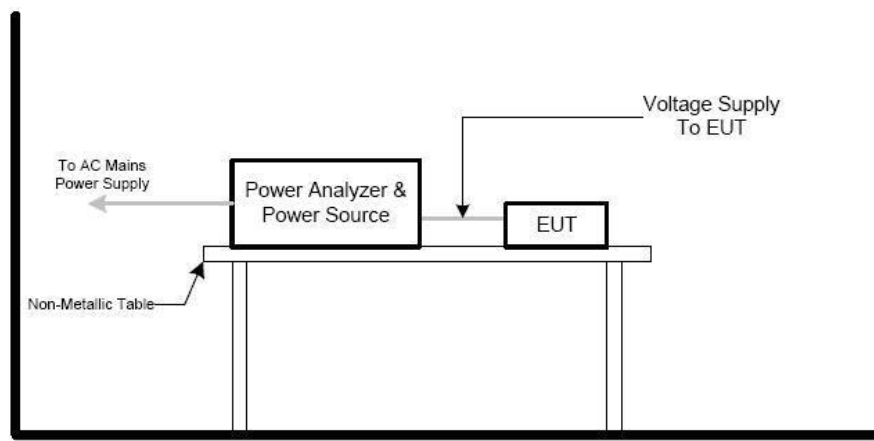 Voltage Supply
To EUT
To AC Mains
Power Supply
Power Analyzer &
Power Source
EUT
Non-Metallic Table